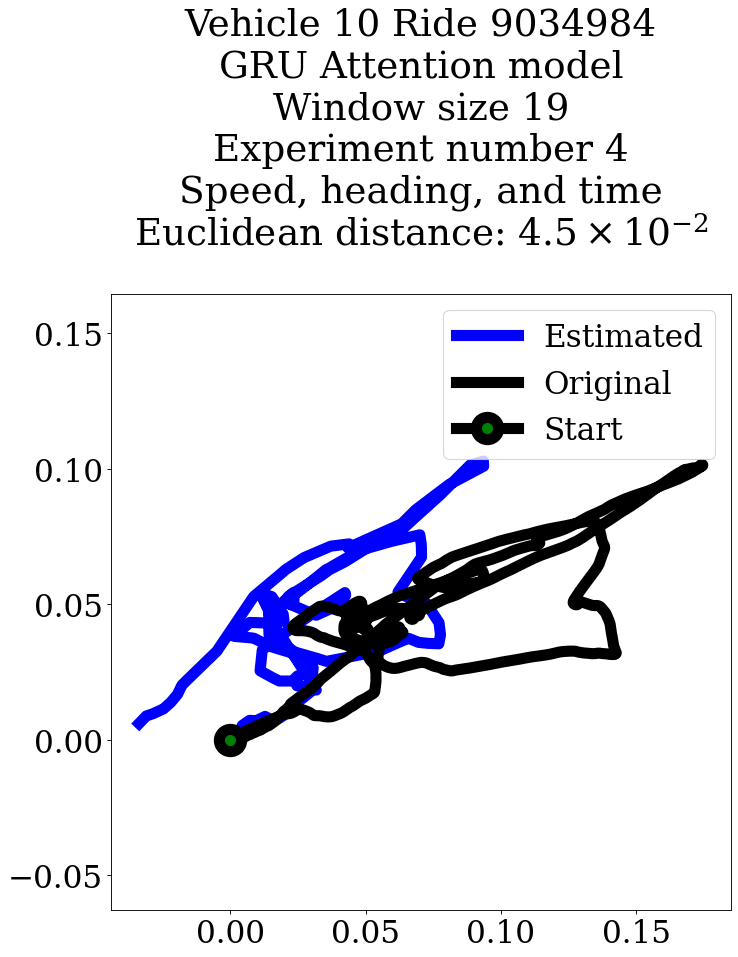 Vehicle 10 Ride 9034984
GRU Attention model
Window size 19
Experiment number 4
Speed, heading, and time
Euclidean distance: 4.5 × 10⁻²
Estimated
Original
Start
0.15
0.10
0.05
0.00
−0.05
0.00 0.05 0.10 0.15